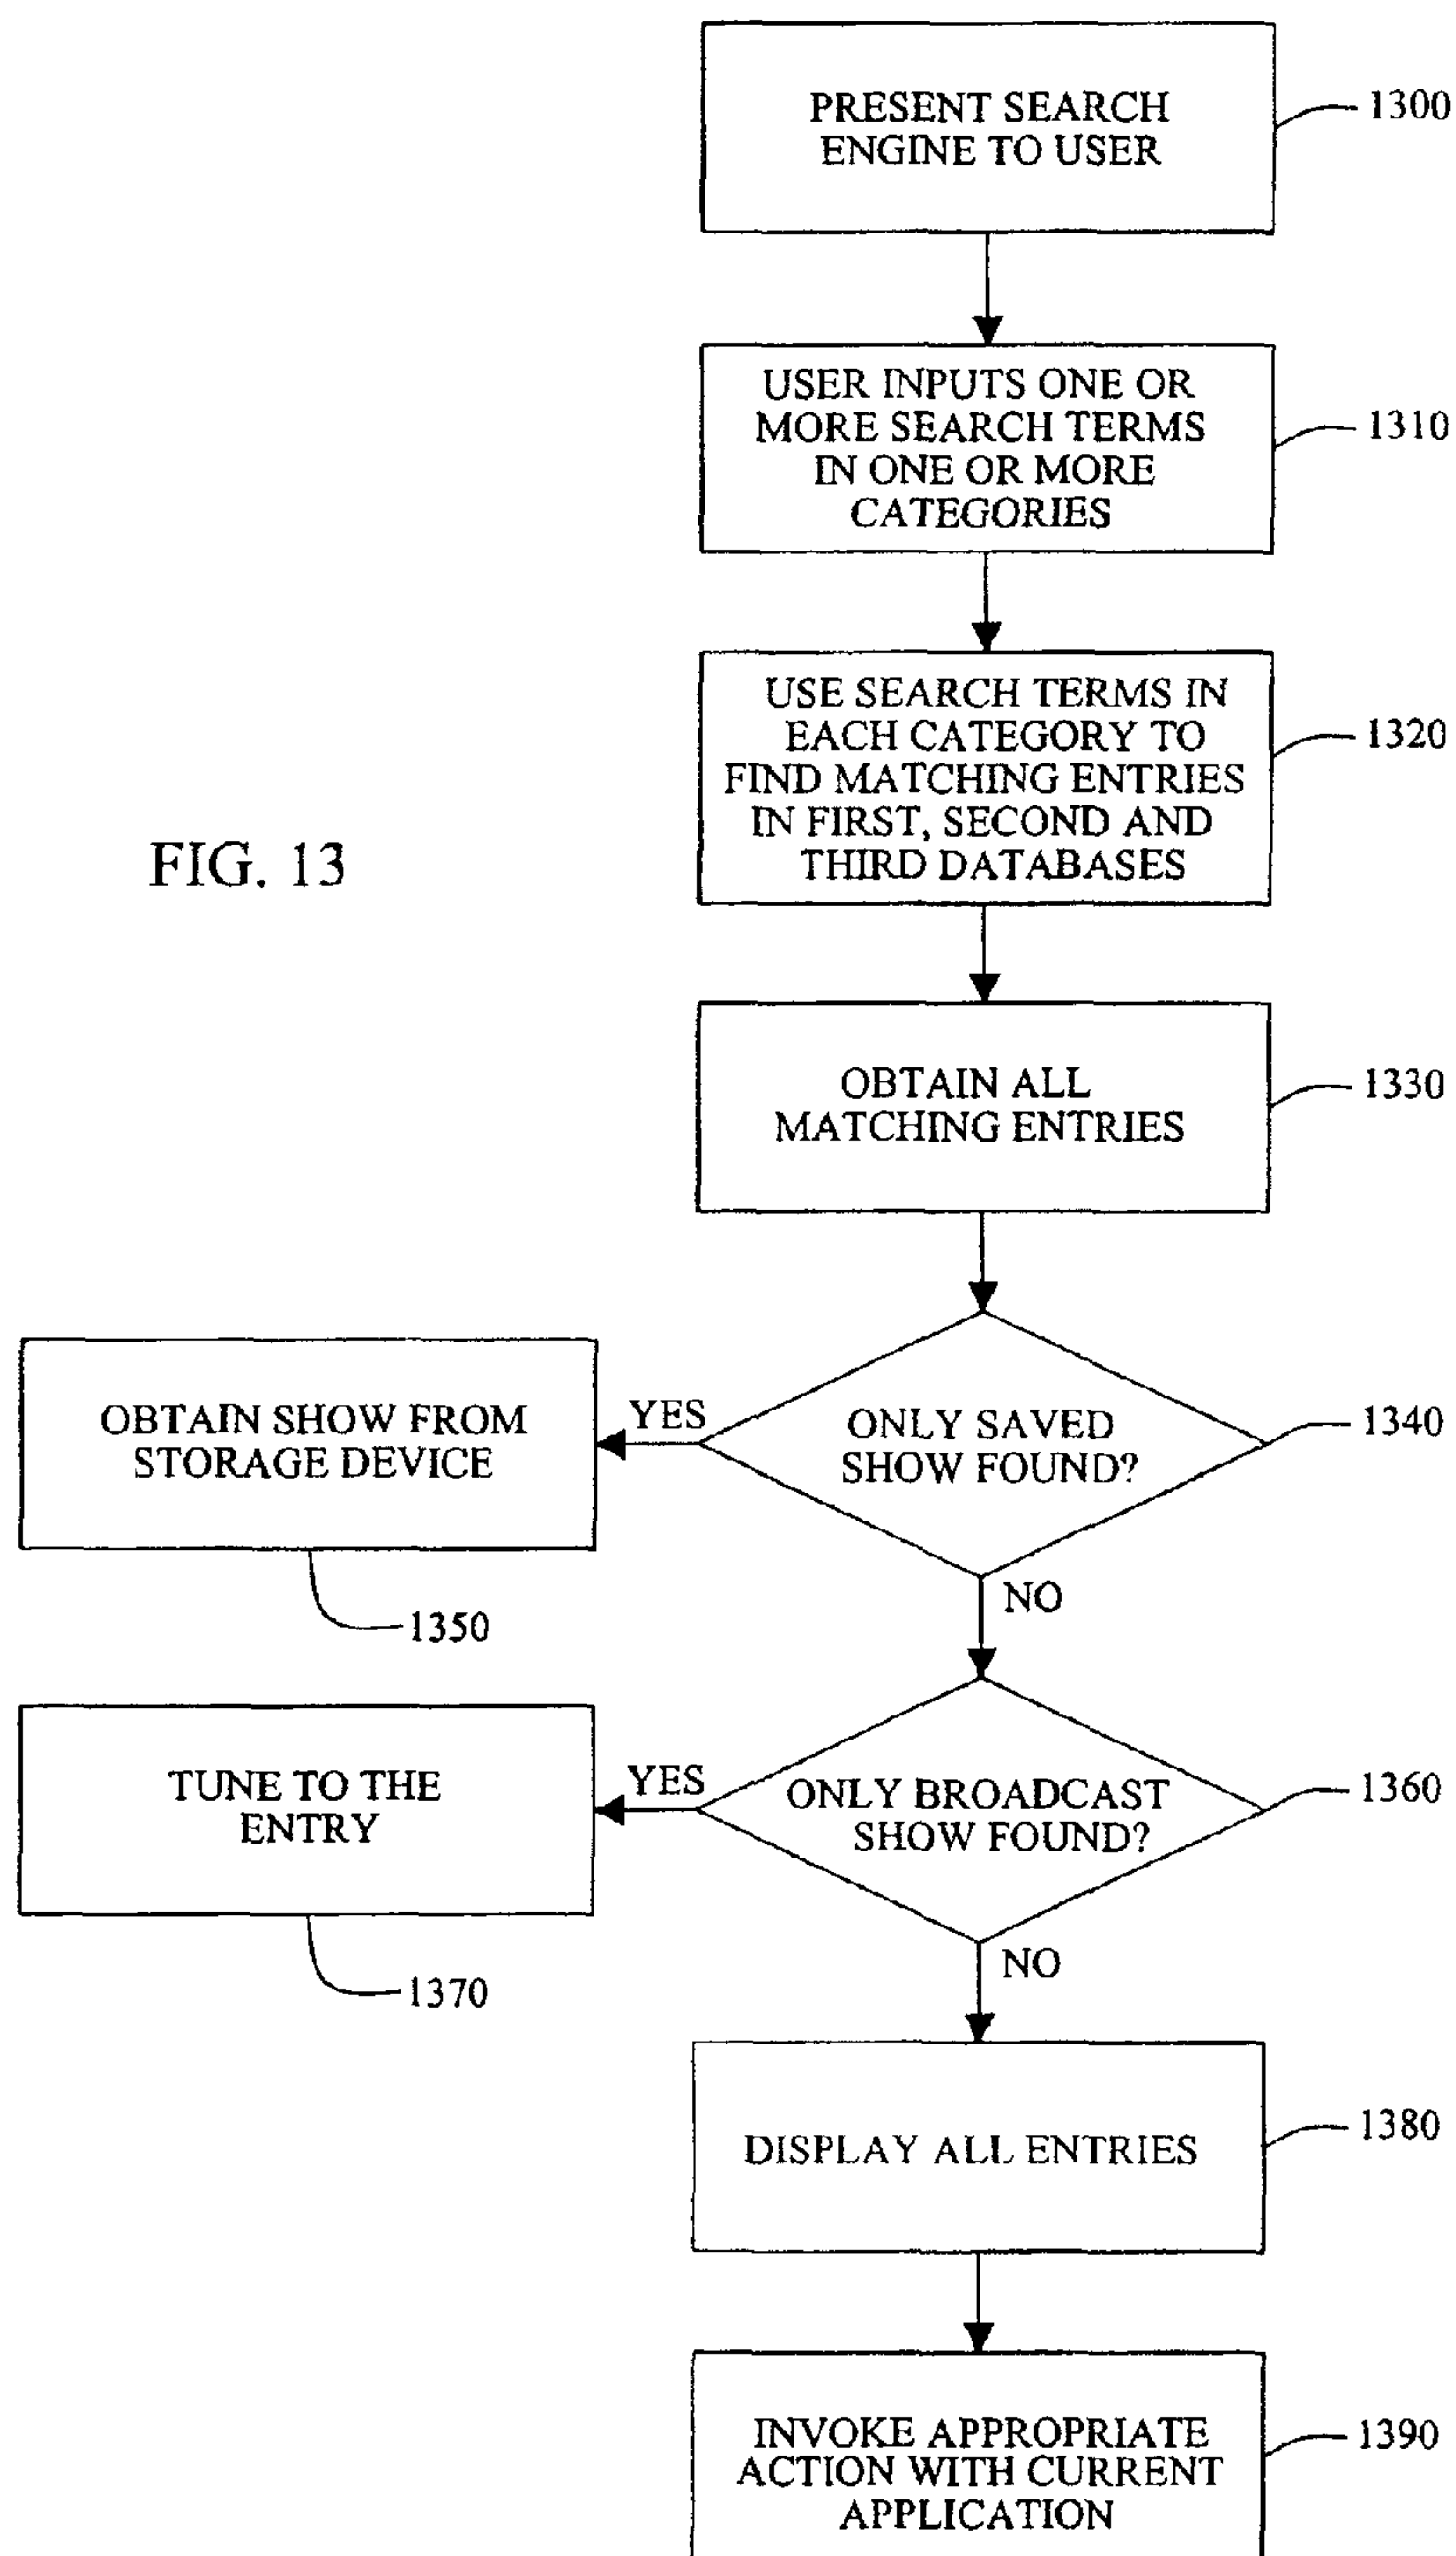 PRESENT SEARCH
ENGINE TO USER
1300
USER INPUTS ONE OR
MORE SEARCH TERMS
IN ONE OR MORE
CATEGORIES
1310
USE SEARCH TERMS IN
EACH CATEGORY TO
FIND MATCHING ENTRIES
IN FIRST, SECOND AND
THIRD DATABASES
1320
FIG. 13
OBTAIN ALL
MATCHING ENTRIES
1330
ONLY SAVED
SHOW FOUND?
1340
YES
OBTAIN SHOW FROM
STORAGE DEVICE
1350
NO
ONLY BROADCAST
SHOW FOUND?
1360
YES
TUNE TO THE
ENTRY
1370
NO
DISPLAY ALL ENTRIES
1380
INVOKE APPROPRIATE
ACTION WITH CURRENT
APPLICATION
1390